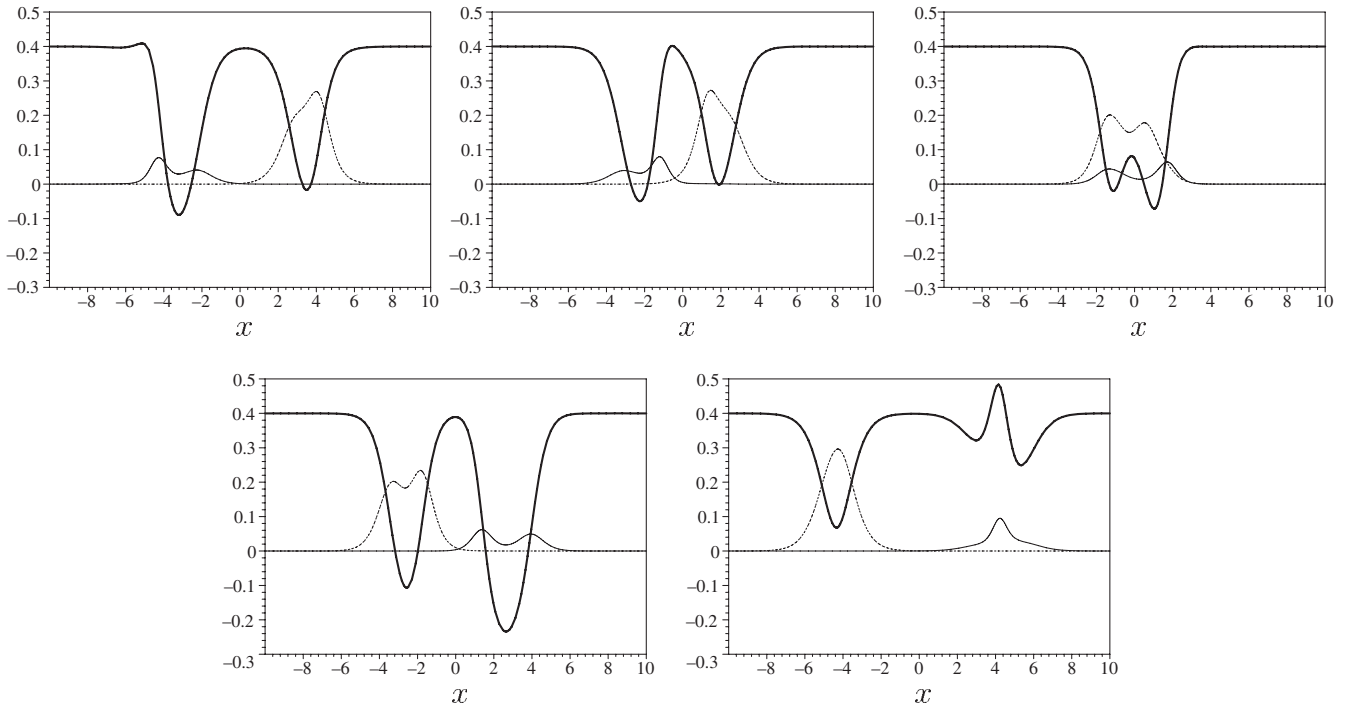 0.5 0.5 0.5
0.4 0.4 0.4
0.3 0.3 0.3
0.2 0.2 0.2
0.1 0.1 0.1
0 0 0
–0.1 –0.1 –0.1
–0.2 –0.2 –0.2
–0.3 –0.3 –0.3
–8 –6 –4 –2 0 2 4 6 8 10 –8 –6 –4 –2 0 2 4 6 8 10 –8 –6 –4 –2 0 2 4 6 8 10
x x x
0.5 0.5
0.4 0.4
0.3 0.3
0.2 0.2
0.1 0.1
0 0
–0.1 –0.1
–0.2 –0.2
–0.3 –0.3
–8 –6 –4 –2 0 2 4 6 8 10 –8 –6 –4 –2 0 2 4 6 8 10
x x